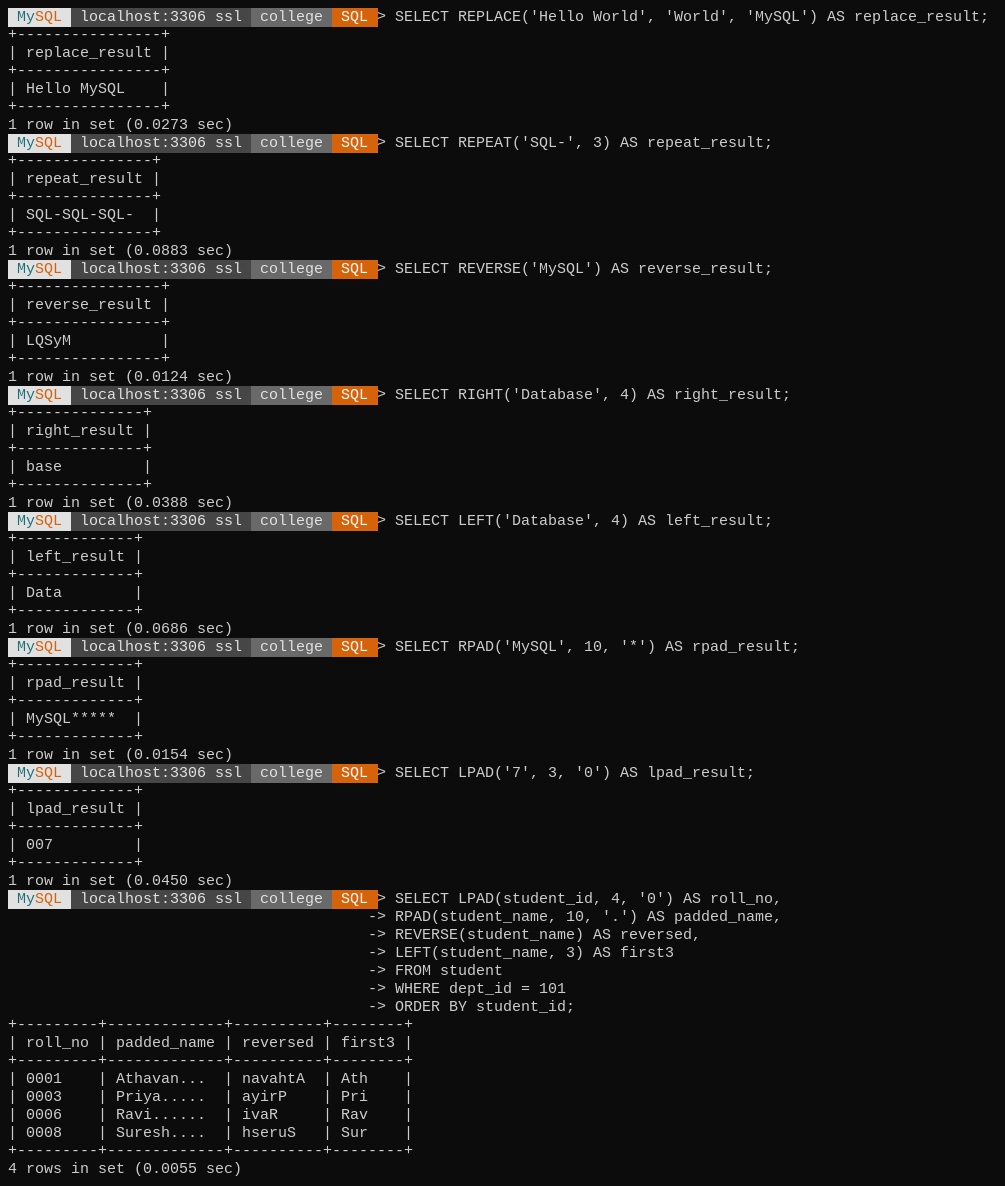 MySQL localhost:3306 ssl college SQL > SELECT REPLACE('Hello World', 'World', 'MySQL') AS replace_result;
+----------------+
| replace_result |
+----------------+
| Hello MySQL    |
+----------------+
1 row in set (0.0273 sec)
MySQL localhost:3306 ssl college SQL > SELECT REPEAT('SQL-', 3) AS repeat_result;
+---------------+
| repeat_result |
+---------------+
| SQL-SQL-SQL-  |
+---------------+
1 row in set (0.0883 sec)
MySQL localhost:3306 ssl college SQL > SELECT REVERSE('MySQL') AS reverse_result;
+----------------+
| reverse_result |
+----------------+
| LQSyM          |
+----------------+
1 row in set (0.0124 sec)
MySQL localhost:3306 ssl college SQL > SELECT RIGHT('Database', 4) AS right_result;
+--------------+
| right_result |
+--------------+
| base         |
+--------------+
1 row in set (0.0388 sec)
MySQL localhost:3306 ssl college SQL > SELECT LEFT('Database', 4) AS left_result;
+-------------+
| left_result |
+-------------+
| Data        |
+-------------+
1 row in set (0.0686 sec)
MySQL localhost:3306 ssl college SQL > SELECT RPAD('MySQL', 10, '*') AS rpad_result;
+-------------+
| rpad_result |
+-------------+
| MySQL*****  |
+-------------+
1 row in set (0.0154 sec)
MySQL localhost:3306 ssl college SQL > SELECT LPAD('7', 3, '0') AS lpad_result;
+-------------+
| lpad_result |
+-------------+
| 007         |
+-------------+
1 row in set (0.0450 sec)
MySQL localhost:3306 ssl college SQL > SELECT LPAD(student_id, 4, '0') AS roll_no,
-> RPAD(student_name, 10, '.') AS padded_name,
-> REVERSE(student_name) AS reversed,
-> LEFT(student_name, 3) AS first3
-> FROM student
-> WHERE dept_id = 101
-> ORDER BY student_id;
+---------+-------------+----------+--------+
| roll_no | padded_name | reversed | first3 |
+---------+-------------+----------+--------+
| 0001    | Athavan...  | navahtA  | Ath    |
| 0003    | Priya.....  | ayirP    | Pri    |
| 0006    | Ravi......  | ivaR     | Rav    |
| 0008    | Suresh....  | hseruS   | Sur    |
+---------+-------------+----------+--------+
4 rows in set (0.0055 sec)